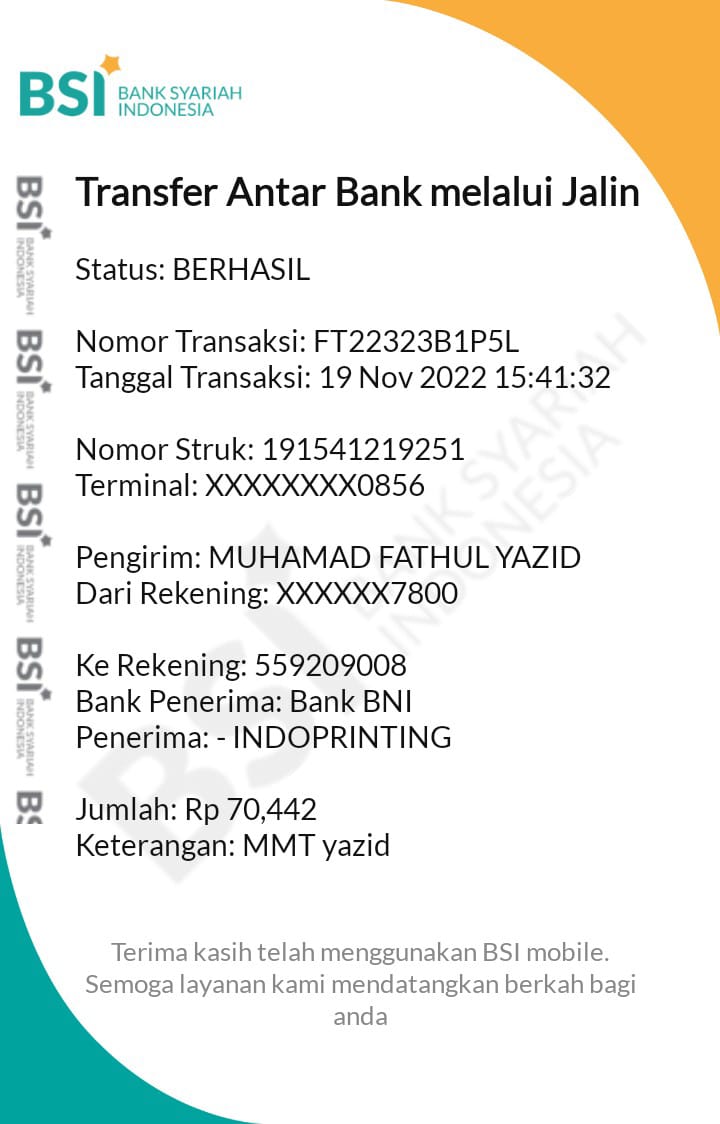 BSI BANK SYARIAH
INDONESIA
Transfer Antar Bank melalui Jalin
Status: BERHASIL
Nomor Transaksi: FT22323B1P5L
Tanggal Transaksi: 19 Nov 2022 15:41:32
Nomor Struk: 191541219251
Terminal: XXXXXXXX0856
Pengirim: MUHAMAD FATHUL YAZID
Dari Rekening: XXXXXX7800
Ke Rekening: 559209008
Bank Penerima: Bank BNI
Penerima: - INDOPRINTING
Jumlah: Rp 70,442
Keterangan: MMT yazid
Terima kasih telah menggunakan BSI mobile.
Semoga layanan kami mendatangkan berkah bagi
anda
BSI BANK SYARIAH
INDONESIA
BSI BANK SYARIAH
INDONESIA
BSI BANK SYARIAH
INDONESIA
BSI BANK SYARIAH
INDONESIA
BS
BSI BANK SYARIAH
INDONESIA